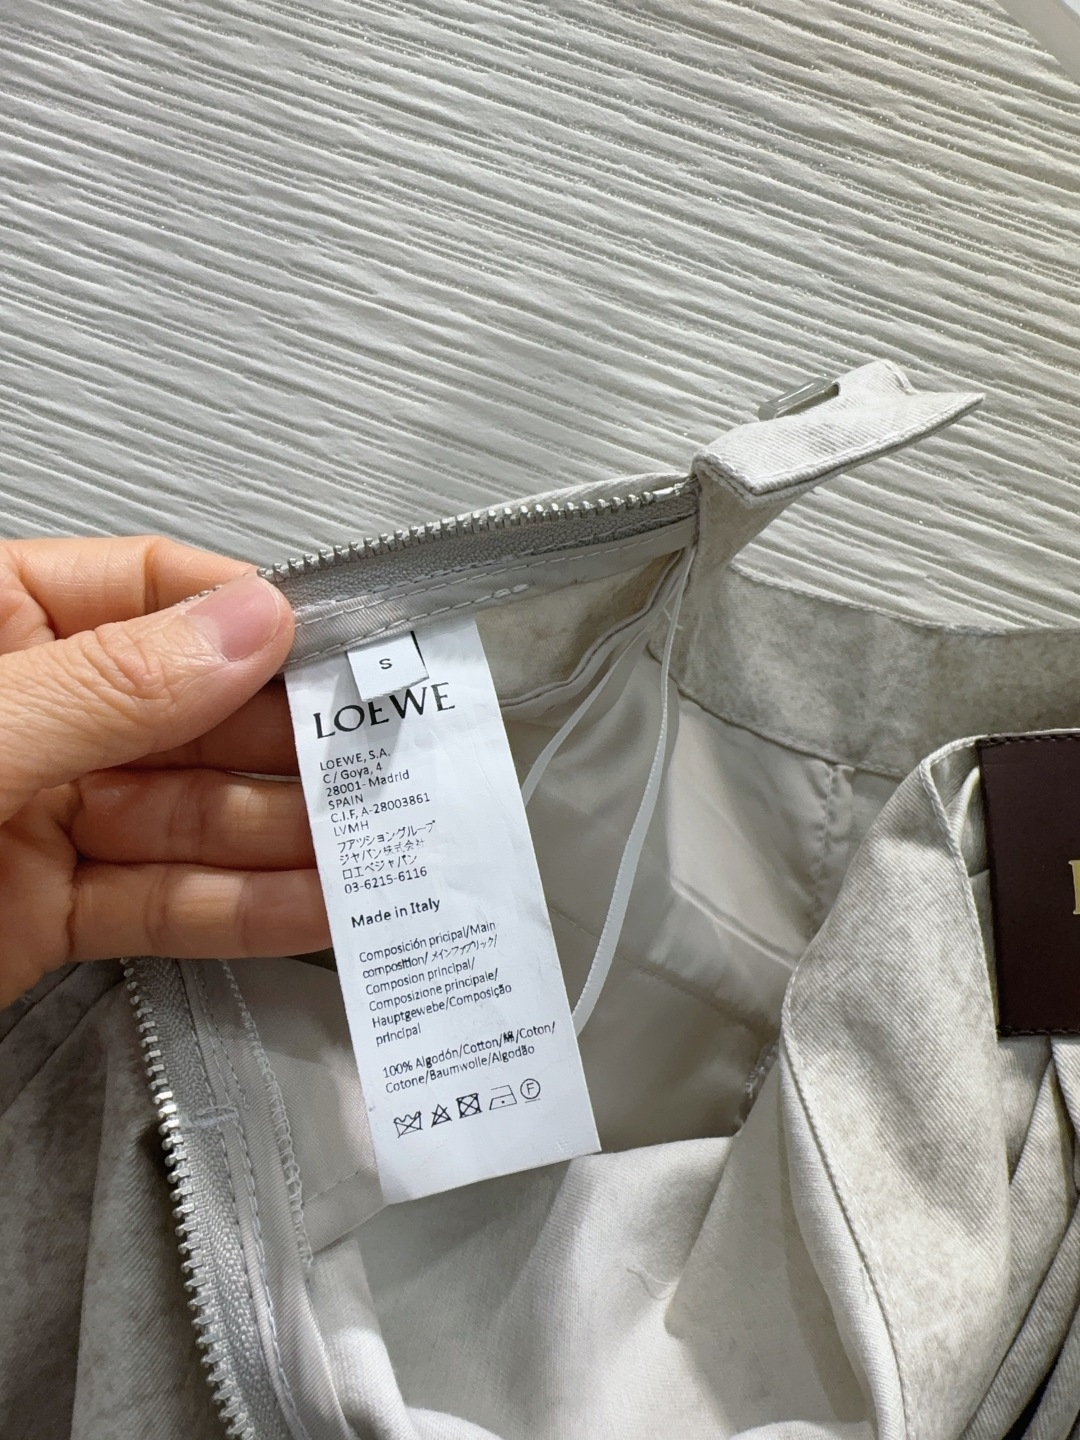 S
LOEWE
LOEWE, S.A.
C/ Goya, 4
28001- Madrid
SPAIN
C.I.F, A-28003861
LVMH
フアツショングループ
ジャパン株式会社
ロエベジャパン
03-6215-6116
Made in Italy
Composición pricipal/Main
composition/ メインファブリック/
Composion principal/
Composizione principale/
Hauptgewebe/Composição
principal
100% Algodón/Cotton/綿/Coton/
Cotone/Baumwolle/Algodão
F